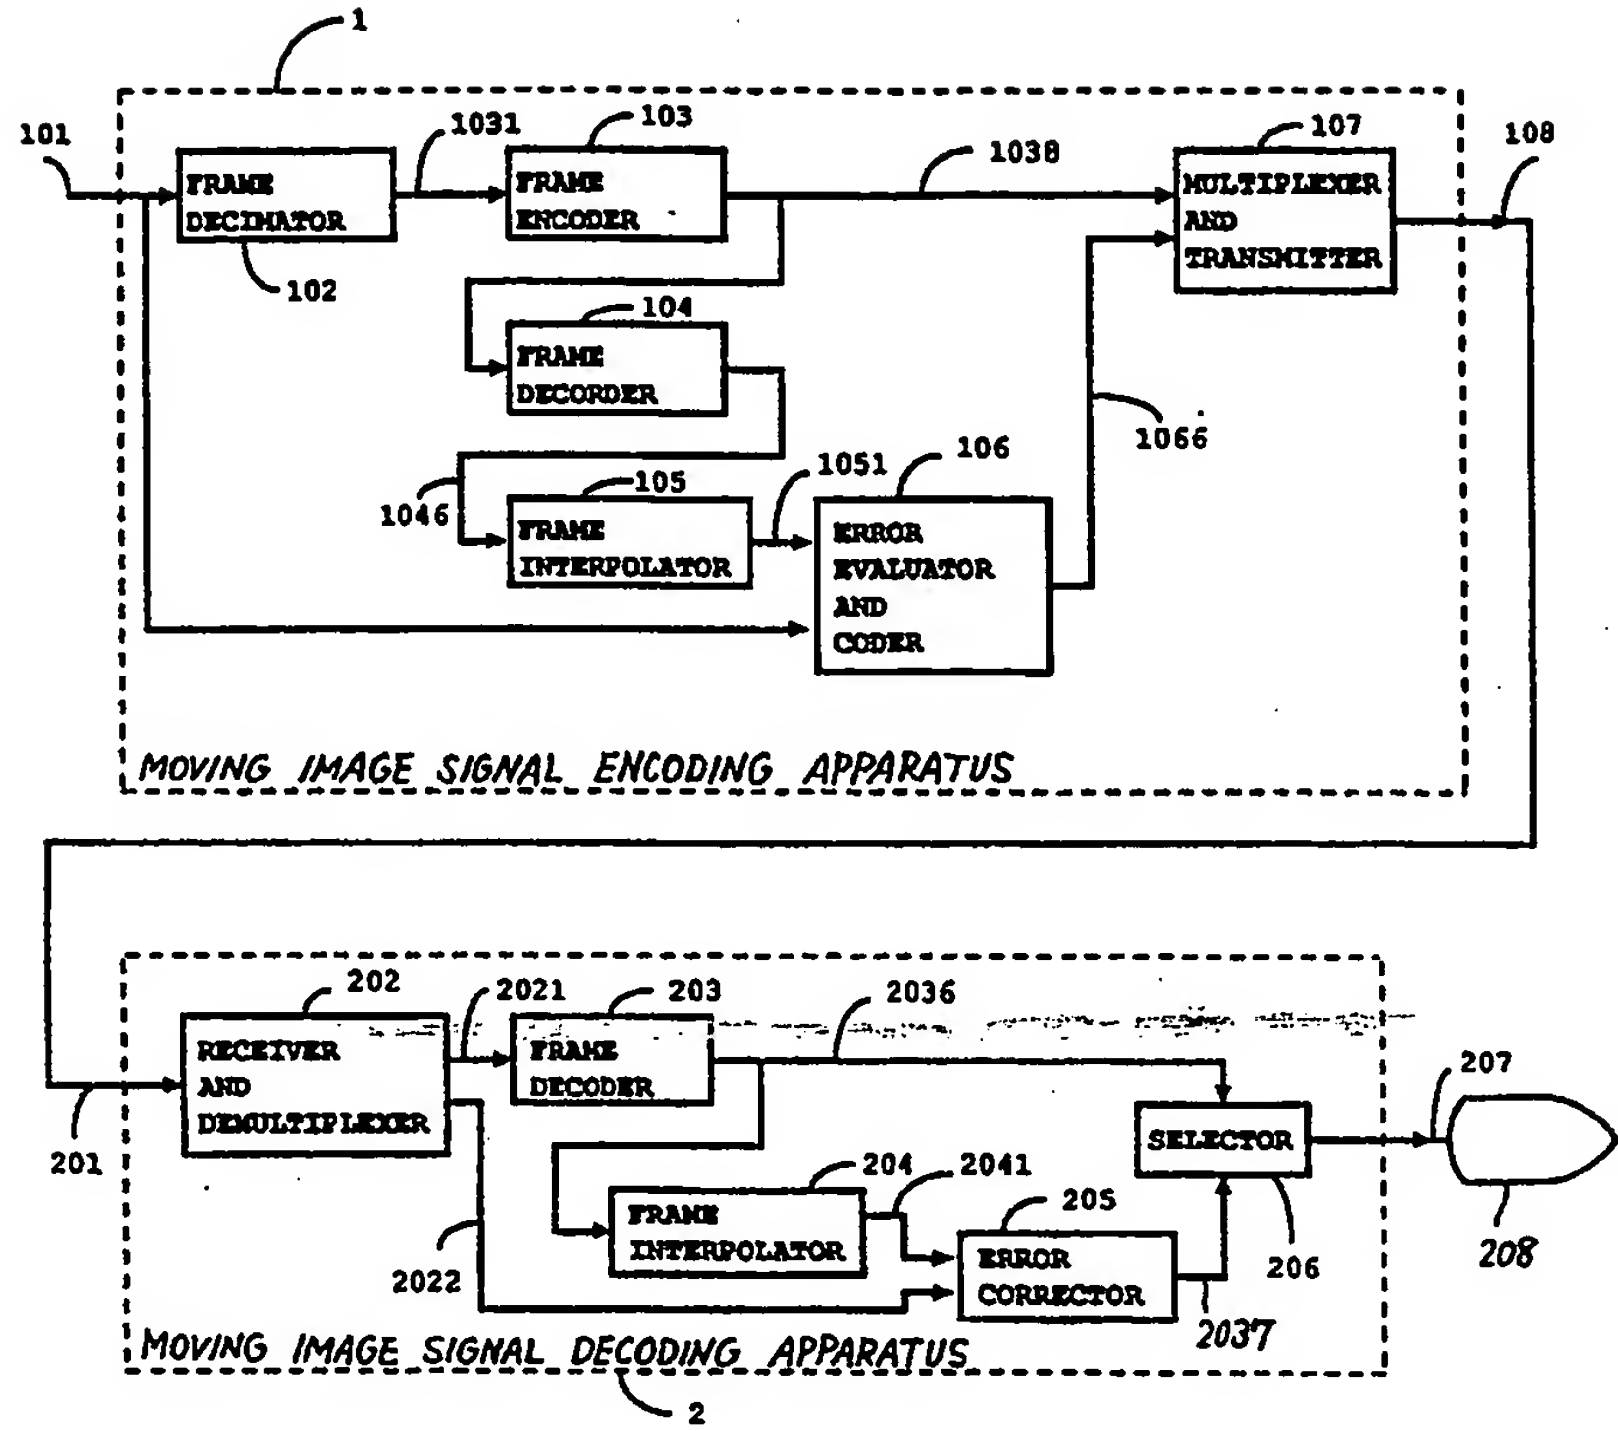 1
101
1031
103
1038
107
108
FRAME
DECIMATOR
FRAME
ENCODER
MULTIPLEXER
AND
TRANSMITTER
102
104
FRAME
DECORDER
1066
106
1051
105
1046
FRAME
INTERPOLATOR
ERROR
EVALUATOR
AND
CODER
MOVING IMAGE SIGNAL ENCODING APPARATUS
202
2021
203
2036
RECEIVER
AND
DEMULTIPLEXER
FRAME
DECODER
207
201
SELECTOR
204
2041
205
FRAME
INTERPOLATOR
2022
ERROR
CORRECTOR
206
208
2037
MOVING IMAGE SIGNAL DECODING APPARATUS
2